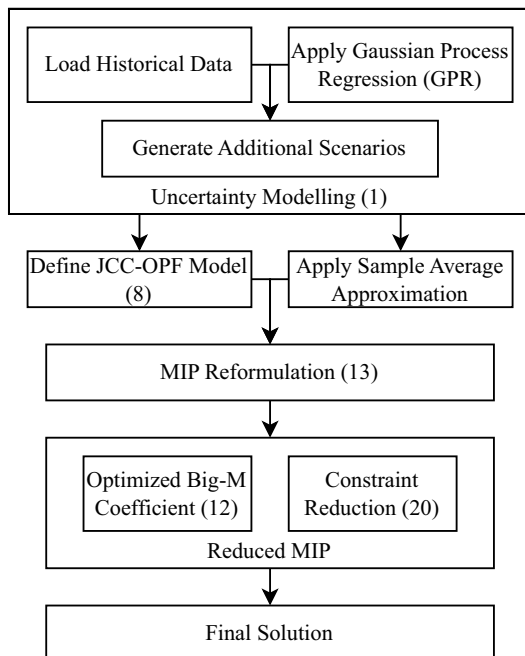 Load Historical Data
Apply Gaussian Process
Regression (GPR)
Generate Additional Scenarios
Uncertainty Modelling (1)
Define JCC-OPF Model
(8)
Apply Sample Average
Approximation
MIP Reformulation (13)
Optimized Big-M
Coefficient (12)
Constraint
Reduction (20)
Reduced MIP
Final Solution